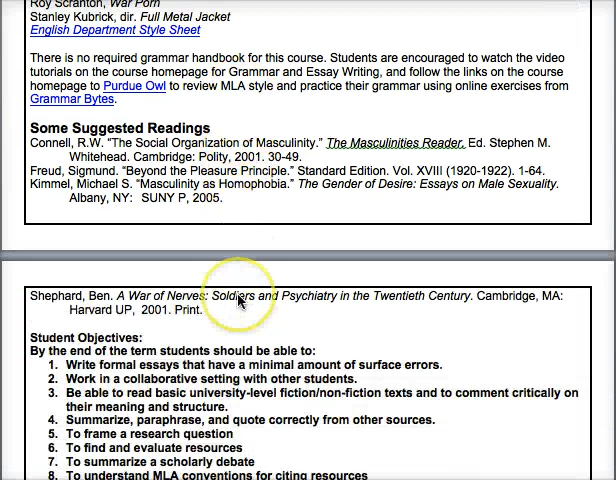 Roy Scranton, War Porn
Stanley Kubrick, dir. Full Metal Jacket
English Department Style Sheet
There is no required grammar handbook for this course. Students are encouraged to watch the video
tutorials on the course homepage for Grammar and Essay Writing, and follow the links on the course
homepage to Purdue Owl to review MLA style and practice their grammar using online exercises from
Grammar Bytes.
Some Suggested Readings
Connell, R.W. “The Social Organization of Masculinity.” The Masculinities Reader. Ed. Stephen M.
Whitehead. Cambridge: Polity, 2001. 30-49.
Freud, Sigmund. “Beyond the Pleasure Principle.” Standard Edition. Vol. XVIII (1920-1922). 1-64.
Kimmel, Michael S. “Masculinity as Homophobia.” The Gender of Desire: Essays on Male Sexuality.
Albany, NY: SUNY P, 2005.
Shephard, Ben. A War of Nerves: Soldiers and Psychiatry in the Twentieth Century. Cambridge, MA:
Harvard UP, 2001. Print.
Student Objectives:
By the end of the term students should be able to:
1. Write formal essays that have a minimal amount of surface errors.
2. Work in a collaborative setting with other students.
3. Be able to read basic university-level fiction/non-fiction texts and to comment critically on
their meaning and structure.
4. Summarize, paraphrase, and quote correctly from other sources.
5. To frame a research question
6. To find and evaluate resources
7. To summarize a scholarly debate
8. To understand MLA conventions for citing resources